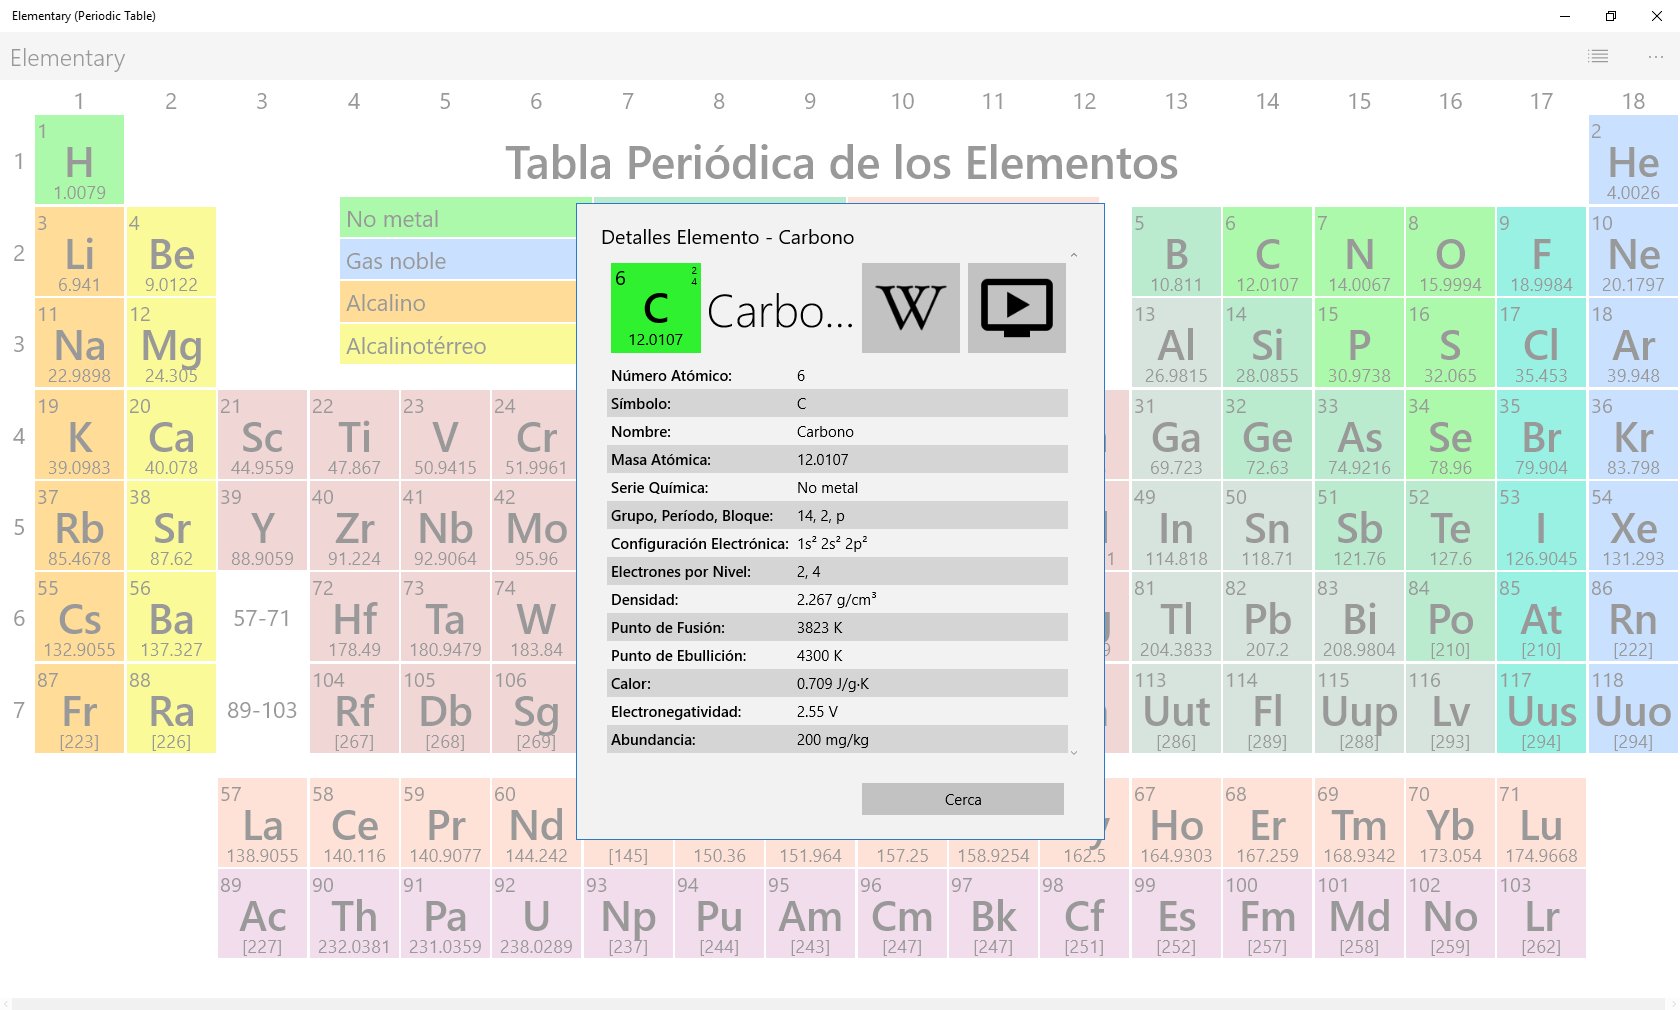 Elementary (Periodic Table)
Elementary
1 2 3 4 5 6 7 8 9 10 11 12 13 14 15 16 17 18
Tabla Periódica de los Elementos
No metal
Gas noble
Alcalino
Alcalinotérreo
1
1
H
1.0079
2
He
4.0026
2
3
Li
6.941
4
Be
9.0122
5
B
10.811
6
C
12.0107
7
N
14.0067
8
O
15.9994
9
F
18.9984
10
Ne
20.1797
3
11
Na
22.9898
12
Mg
24.305
13
Al
26.9815
14
Si
28.0855
15
P
30.9738
16
S
32.065
17
Cl
35.453
18
Ar
39.948
4
19
K
39.0983
20
Ca
40.078
21
Sc
44.9559
22
Ti
47.867
23
V
50.9415
24
Cr
51.9961
31
Ga
69.723
32
Ge
72.63
33
As
74.9216
34
Se
78.96
35
Br
79.904
36
Kr
83.798
5
37
Rb
85.4678
38
Sr
87.62
39
Y
88.9059
40
Zr
91.224
41
Nb
92.9064
42
Mo
95.96
49
In
114.818
50
Sn
118.71
51
Sb
121.76
52
Te
127.6
53
I
126.9045
54
Xe
131.293
6
55
Cs
132.9055
56
Ba
137.327
57-71
72
Hf
178.49
73
Ta
180.9479
74
W
183.84
81
Tl
204.3833
82
Pb
207.2
83
Bi
208.9804
84
Po
[210]
85
At
[210]
86
Rn
[222]
7
87
Fr
[223]
88
Ra
[226]
89-103
104
Rf
[267]
105
Db
[268]
106
Sg
[269]
113
Uut
[286]
114
Fl
[289]
115
Uup
[288]
116
Lv
[293]
117
Uus
[294]
118
Uuo
[294]
57
La
138.9055
58
Ce
140.116
59
Pr
140.9077
60
Nd
144.242
[145]
150.36
151.964
157.25
158.9254
162.5
67
Ho
164.9303
68
Er
167.259
69
Tm
168.9342
70
Yb
173.054
71
Lu
174.9668
89
Ac
[227]
90
Th
232.0381
91
Pa
231.0359
92
U
238.0289
93
Np
[237]
94
Pu
[244]
95
Am
[243]
96
Cm
[247]
97
Bk
[247]
98
Cf
[251]
99
Es
[252]
100
Fm
[257]
101
Md
[258]
102
No
[259]
103
Lr
[262]
Detalles Elemento - Carbono
6
2
4
C
12.0107
Carbo...
W
Número Atómico: 6
Símbolo: C
Nombre: Carbono
Masa Atómica: 12.0107
Serie Química: No metal
Grupo, Período, Bloque: 14, 2, p
Configuración Electrónica: 1s² 2s² 2p²
Electrones por Nivel: 2, 4
Densidad: 2.267 g/cm³
Punto de Fusión: 3823 K
Punto de Ebullición: 4300 K
Calor: 0.709 J/g·K
Electronegatividad: 2.55 V
Abundancia: 200 mg/kg
Cerca